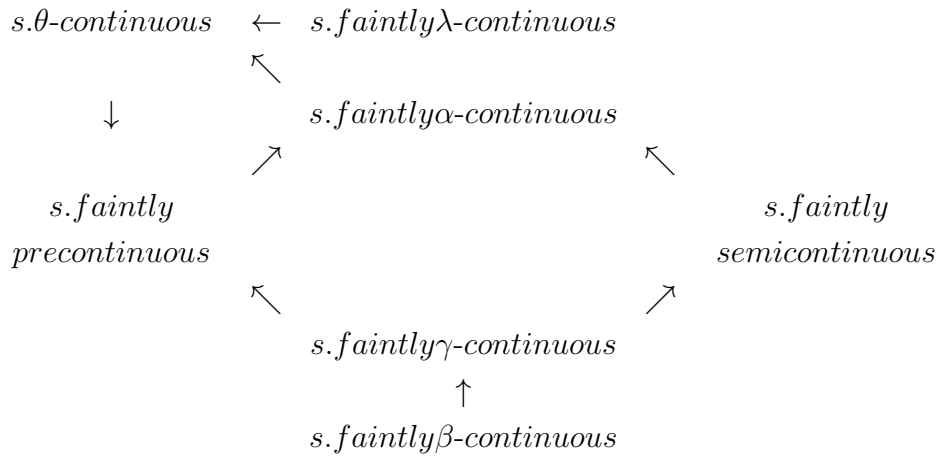 s.θ-continuous ← s.faintlyλ-continuous
↖
↓ s.faintlyα-continuous
↗ ↖
s.faintly s.faintly
precontinuous semicontinuous
↖ ↗
s.faintlyγ-continuous
↑
s.faintlyβ-continuous